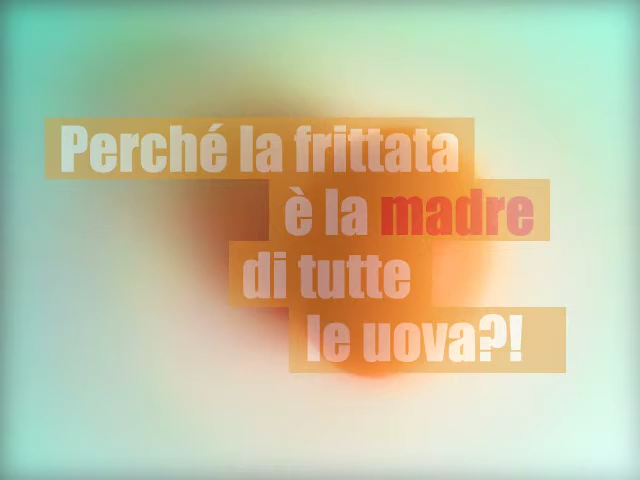 Perché la frittata
è la madre
di tutte
le uova?!